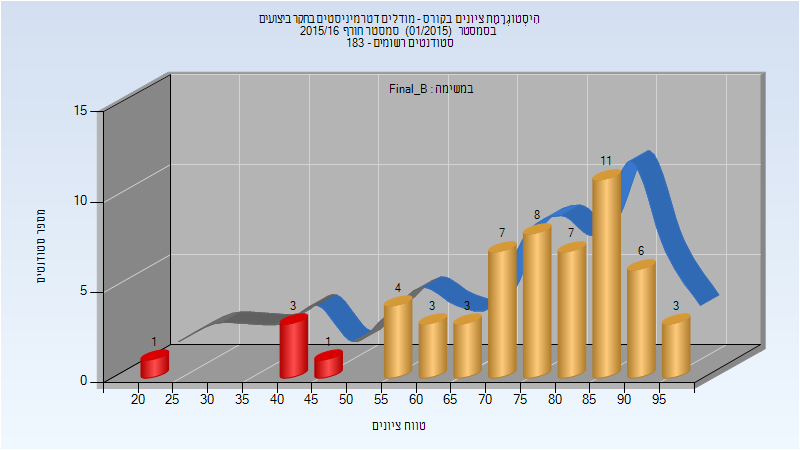 היסטוגרמת ציונים בקורס - מודלים דטרמיניסטים בחקר ביצועים
בסמסטר (01/2015) סמסטר חורף 2015/16
סטודנטים רשומים - 183
במשימה : Final_B
15
10
5
0
מספר סטודנטים
1
3
1
4
3
3
7
8
7
11
6
3
20 25 30 35 40 45 50 55 60 65 70 75 80 85 90 95
טווח ציונים